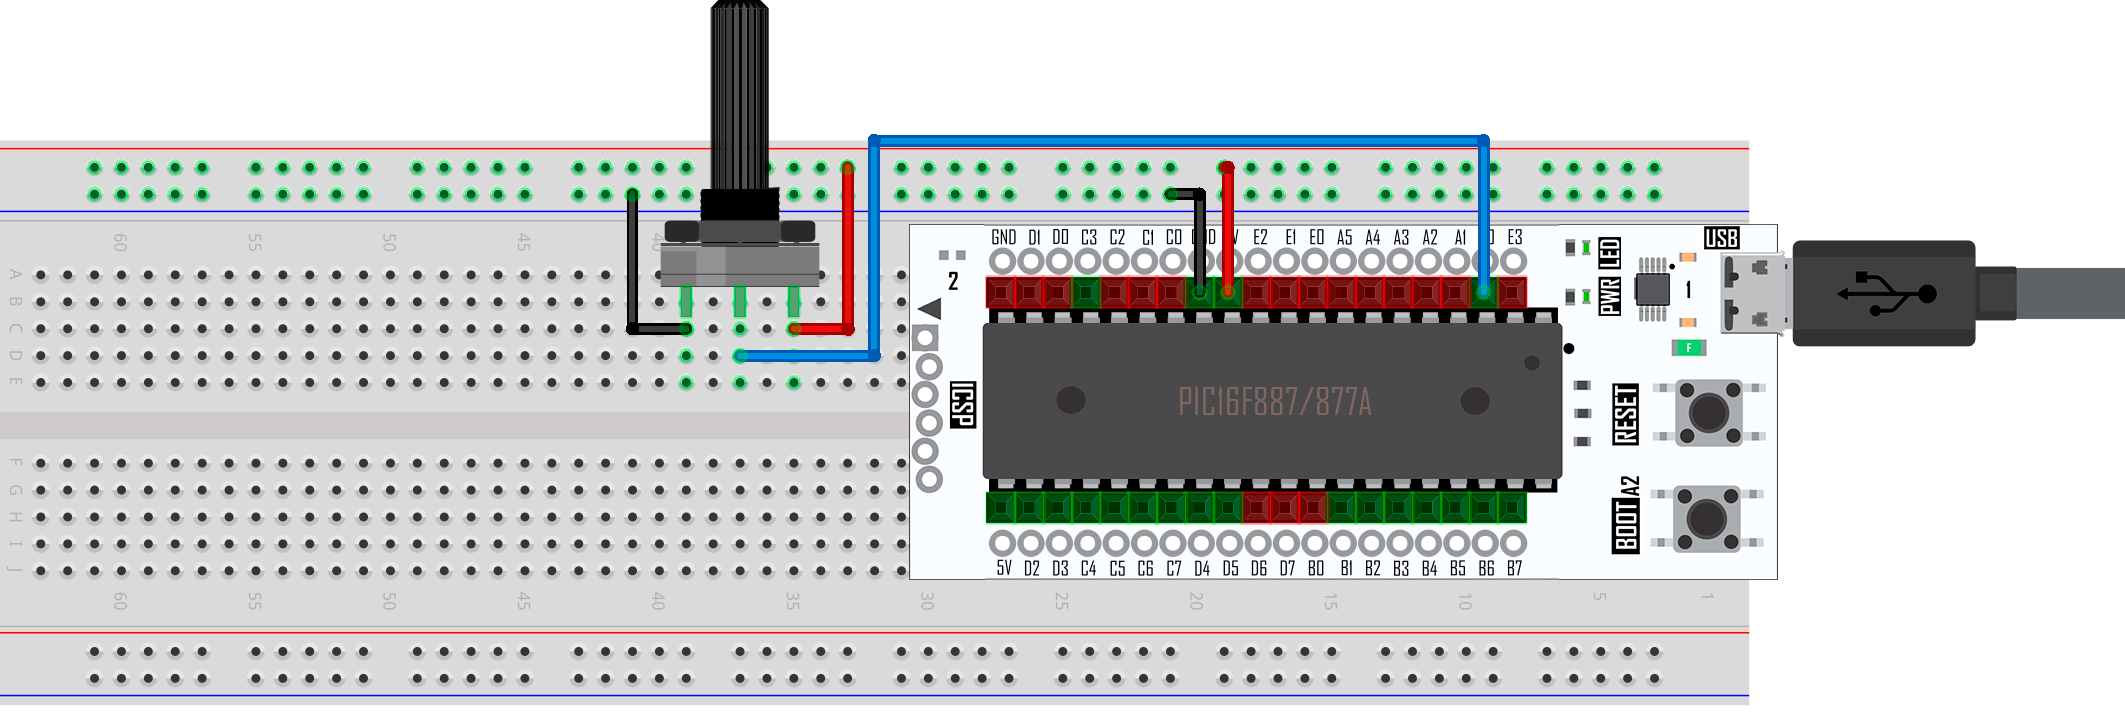 60 55 50 45 40
A
B
C
D
E
F
G
H
I
J
GND D1 D0 C3 C2 C1 C0 E2 E1 E0 A5 A4 A3 A2 A1 E3
2
ICSP
PIC16F887/877A
5V D2 D3 C4 C5 C6 C7 D4 D5 D6 D7 B0 B1 B2 B3 B4 B5 B6 B7
LED
PWR
USB
1
F
RESET
BOOT A2
60 55 50 45 40 35 30 25 20 15 10 5 1